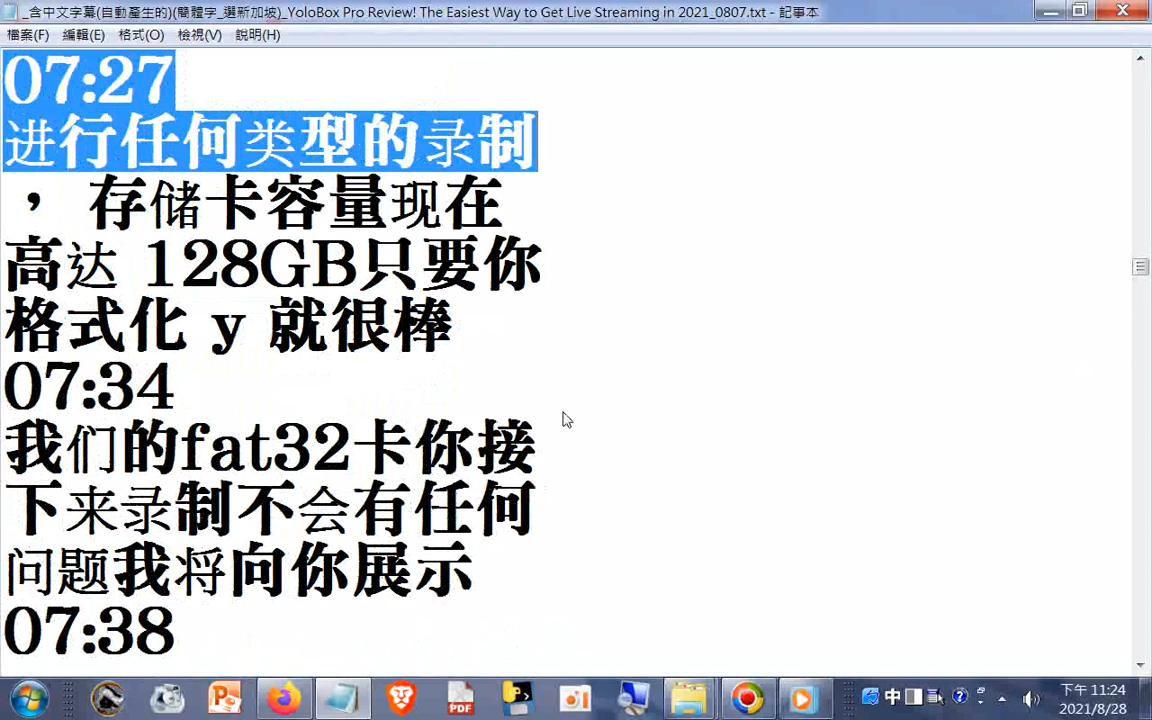 _含中文字幕(自動產生的)(簡體字_選新加坡)_YoloBox Pro Review! The Easiest Way to Get Live Streaming in 2021_0807.txt - 記事本
檔案(F) 編輯(E) 格式(O) 檢視(V) 說明(H)
07:27
进行任何类型的录制
， 存储卡容量现在
高达 128GB只要你
格式化 y 就很棒
07:34
我们的fat32卡你接
下来录制不会有任何
问题我将向你展示
07:38
PDF
中
下午 11:24
2021/8/28